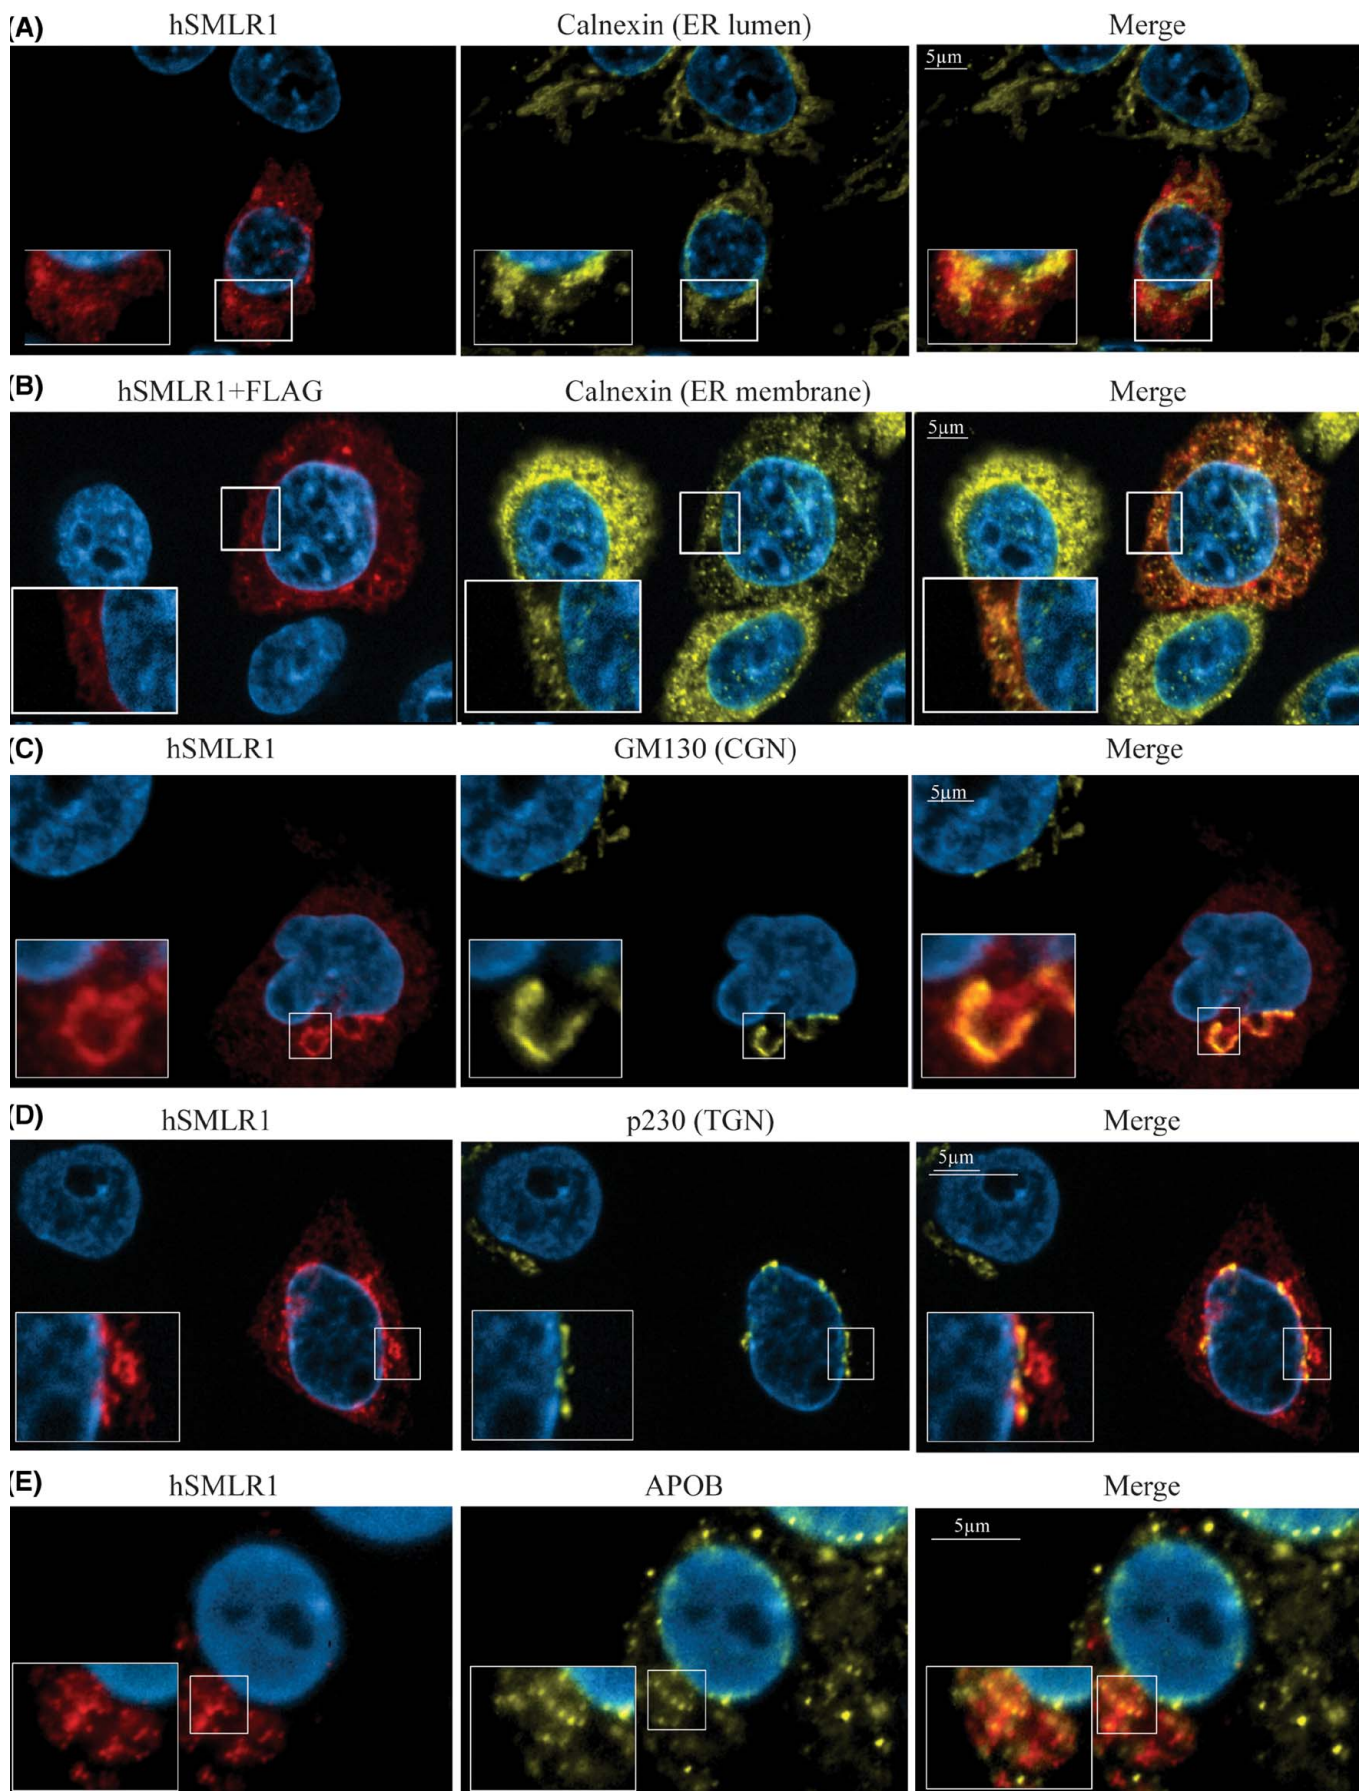 (A) hSMLR1 Calnexin (ER lumen) Merge
5µm
(B) hSMLR1+FLAG Calnexin (ER membrane) Merge
5µm
(C) hSMLR1 GM130 (CGN) Merge
5µm
(D) hSMLR1 p230 (TGN) Merge
5µm
(E) hSMLR1 APOB Merge
5µm